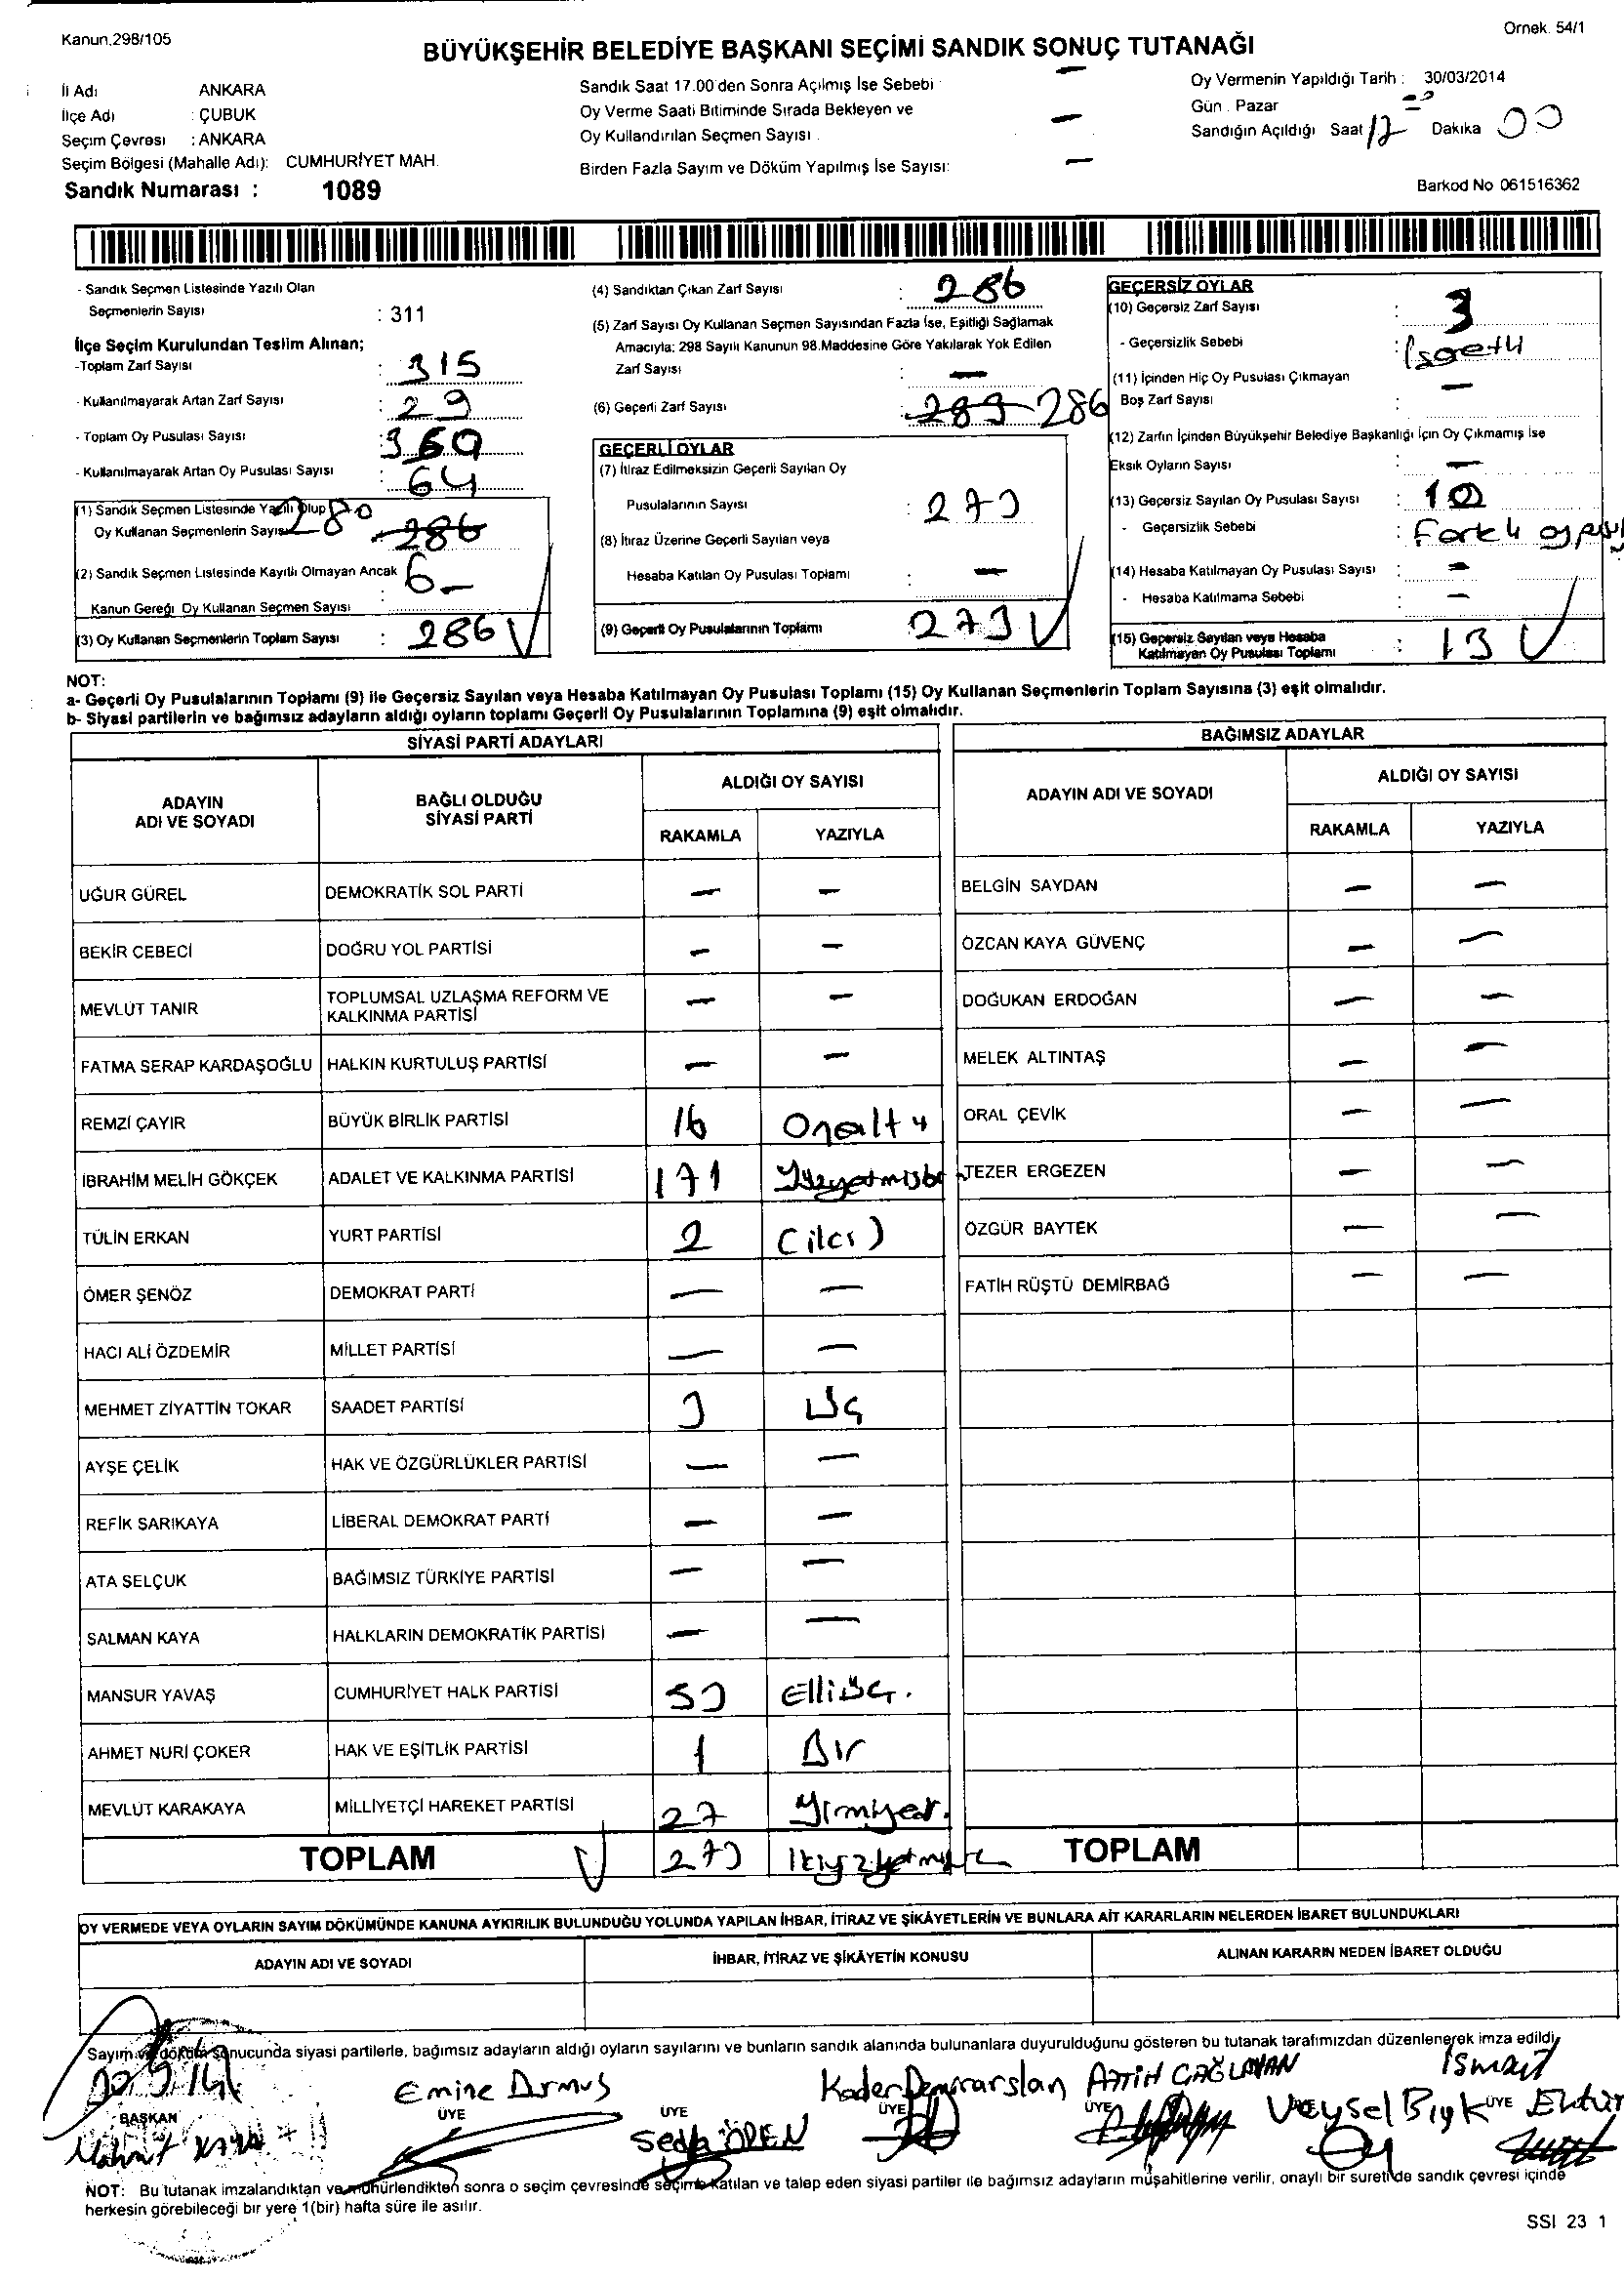 Kanun.298/105
Örnek. 54/1
BÜYÜKŞEHİR BELEDİYE BAŞKANI SEÇİMİ SANDIK SONUÇ TUTANAĞI
İl Adı ANKARA
İlçe Adı : ÇUBUK
Seçim Çevresi : ANKARA
Seçim Bölgesi (Mahalle Adı): CUMHURİYET MAH.
Sandık Numarası : 1089
Sandık Saat 17.00'den Sonra Açılmış İse Sebebi : —
Oy Verme Saati Bitiminde Sırada Bekleyen ve
Oy Kullandırılan Seçmen Sayısı : —
Birden Fazla Sayım ve Döküm Yapılmış İse Sayısı: —
Oy Vermenin Yapıldığı Tarih : 30/03/2014
Gün : Pazar
Sandığın Açıldığı Saat 17 Dakika 00
Barkod No 061516362
- Sandık Seçmen Listesinde Yazılı Olan
Seçmenlerin Sayısı : 311
İlçe Seçim Kurulundan Teslim Alınan;
-Toplam Zarf Sayısı : 315
- Kullanılmayarak Artan Zarf Sayısı : 29
- Toplam Oy Pusulası Sayısı : 350
- Kullanılmayarak Artan Oy Pusulası Sayısı : 64
(1) Sandık Seçmen Listesinde Yazılı Olup
Oy Kullanan Seçmenlerin Sayısı 280 286
(2) Sandık Seçmen Listesinde Kayıtlı Olmayan Ancak
Kanun Gereği Oy Kullanan Seçmen Sayısı : 6 —
(3) Oy Kullanan Seçmenlerin Toplam Sayısı : 286
(4) Sandıktan Çıkan Zarf Sayısı : 286
(5) Zarf Sayısı Oy Kullanan Seçmen Sayısından Fazla İse, Eşitliği Sağlamak
Amacıyla; 298 Sayılı Kanunun 98.Maddesine Göre Yakılarak Yok Edilen
Zarf Sayısı : —
(6) Geçerli Zarf Sayısı : 283 286
GEÇERLİ OYLAR
(7) İtiraz Edilmeksizin Geçerli Sayılan Oy
Pusulalarının Sayısı : 273
(8) İtiraz Üzerine Geçerli Sayılan veya
Hesaba Katılan Oy Pusulası Toplamı : —
(9) Geçerli Oy Pusulalarının Toplamı : 273
GEÇERSİZ OYLAR
(10) Geçersiz Zarf Sayısı : 3
- Geçersizlik Sebebi : İşaretli
(11) İçinden Hiç Oy Pusulası Çıkmayan
Boş Zarf Sayısı : —
(12) Zarfın İçinden Büyükşehir Belediye Başkanlığı İçin Oy Çıkmamış İse
Eksik Oyların Sayısı : —
(13) Geçersiz Sayılan Oy Pusulası Sayısı : 10
- Geçersizlik Sebebi : Farklı oy
(14) Hesaba Katılmayan Oy Pusulası Sayısı : —
- Hesaba Katılmama Sebebi : —
(15) Geçersiz Sayılan veya Hesaba
Katılmayan Oy Pusulası Toplamı : 13
NOT:
a- Geçerli Oy Pusulalarının Toplamı (9) ile Geçersiz Sayılan veya Hesaba Katılmayan Oy Pusulası Toplamı (15) Oy Kullanan Seçmenlerin Toplam Sayısına (3) eşit olmalıdır.
b- Siyasi partilerin ve bağımsız adayların aldığı oyların toplamı Geçerli Oy Pusulalarının Toplamına (9) eşit olmalıdır.
SİYASİ PARTİ ADAYLARI
ADAYIN ADI VE SOYADI
BAĞLI OLDUĞU SİYASİ PARTİ
ALDIĞI OY SAYISI
RAKAMLA YAZIYLA
UĞUR GÜREL DEMOKRATİK SOL PARTİ — —
BEKİR CEBECİ DOĞRU YOL PARTİSİ — —
MEVLÜT TANIR TOPLUMSAL UZLAŞMA REFORM VE KALKINMA PARTİSİ — —
FATMA SERAP KARDAŞOĞLU HALKIN KURTULUŞ PARTİSİ — —
REMZİ ÇAYIR BÜYÜK BİRLİK PARTİSİ 16 Onaltı
İBRAHİM MELİH GÖKÇEK ADALET VE KALKINMA PARTİSİ 171 Yüzyetmişbir
TÜLİN ERKAN YURT PARTİSİ 2 (iki)
ÖMER ŞENÖZ DEMOKRAT PARTİ — —
HACI ALİ ÖZDEMİR MİLLET PARTİSİ — —
MEHMET ZİYATTİN TOKAR SAADET PARTİSİ 3 Üç
AYŞE ÇELİK HAK VE ÖZGÜRLÜKLER PARTİSİ — —
REFİK SARIKAYA LİBERAL DEMOKRAT PARTİ — —
ATA SELÇUK BAĞIMSIZ TÜRKİYE PARTİSİ — —
SALMAN KAYA HALKLARIN DEMOKRATİK PARTİSİ — —
MANSUR YAVAŞ CUMHURİYET HALK PARTİSİ 53 Elliüç.
AHMET NURİ ÇOKER HAK VE EŞİTLİK PARTİSİ 1 Bir
MEVLÜT KARAKAYA MİLLİYETÇİ HAREKET PARTİSİ 27 Yirmiyedi
TOPLAM 273
BAĞIMSIZ ADAYLAR
ADAYIN ADI VE SOYADI
ALDIĞI OY SAYISI
RAKAMLA YAZIYLA
BELGİN SAYDAN — —
ÖZCAN KAYA GÜVENÇ — —
DOĞUKAN ERDOĞAN — —
MELEK ALTINTAŞ — —
ORAL ÇEVİK — —
TEZER ERGEZEN — —
ÖZGÜR BAYTEK — —
FATİH RÜŞTÜ DEMİRBAĞ — —
TOPLAM
OY VERMEDE VEYA OYLARIN SAYIM DÖKÜMÜNDE KANUNA AYKIRILIK BULUNDUĞU YOLUNDA YAPILAN İHBAR, İTİRAZ VE ŞİKÂYETLERİN VE BUNLARA AİT KARARLARIN NELERDEN İBARET BULUNDUKLARI
ADAYIN ADI VE SOYADI İHBAR, İTİRAZ VE ŞİKÂYETİN KONUSU ALINAN KARARIN NEDEN İBARET OLDUĞU
Sayım ve döküm sonucunda siyasi partilerle, bağımsız adayların aldığı oyların sayılarını ve bunların sandık alanında bulunanlara duyurulduğunu gösteren bu tutanak tarafımızdan düzenlenerek imza edildi.
BAŞKAN
Mahmut KAYA
Emine Durmuş
ÜYE
ÜYE
Seda ÖREN
Kader Demirarslan
ÜYE
FATİH ÇAĞLAYAN
ÜYE
Veysel Bıyık
İsmail
ÜYE
NOT: Bu tutanak imzalandıktan ve mühürlendikten sonra o seçim çevresinde seçime katılan ve talep eden siyasi partiler ile bağımsız adayların müşahitlerine verilir, onaylı bir sureti de sandık çevresi içinde
herkesin görebileceği bir yere 1(bir) hafta süre ile asılır.
SSI 23 1